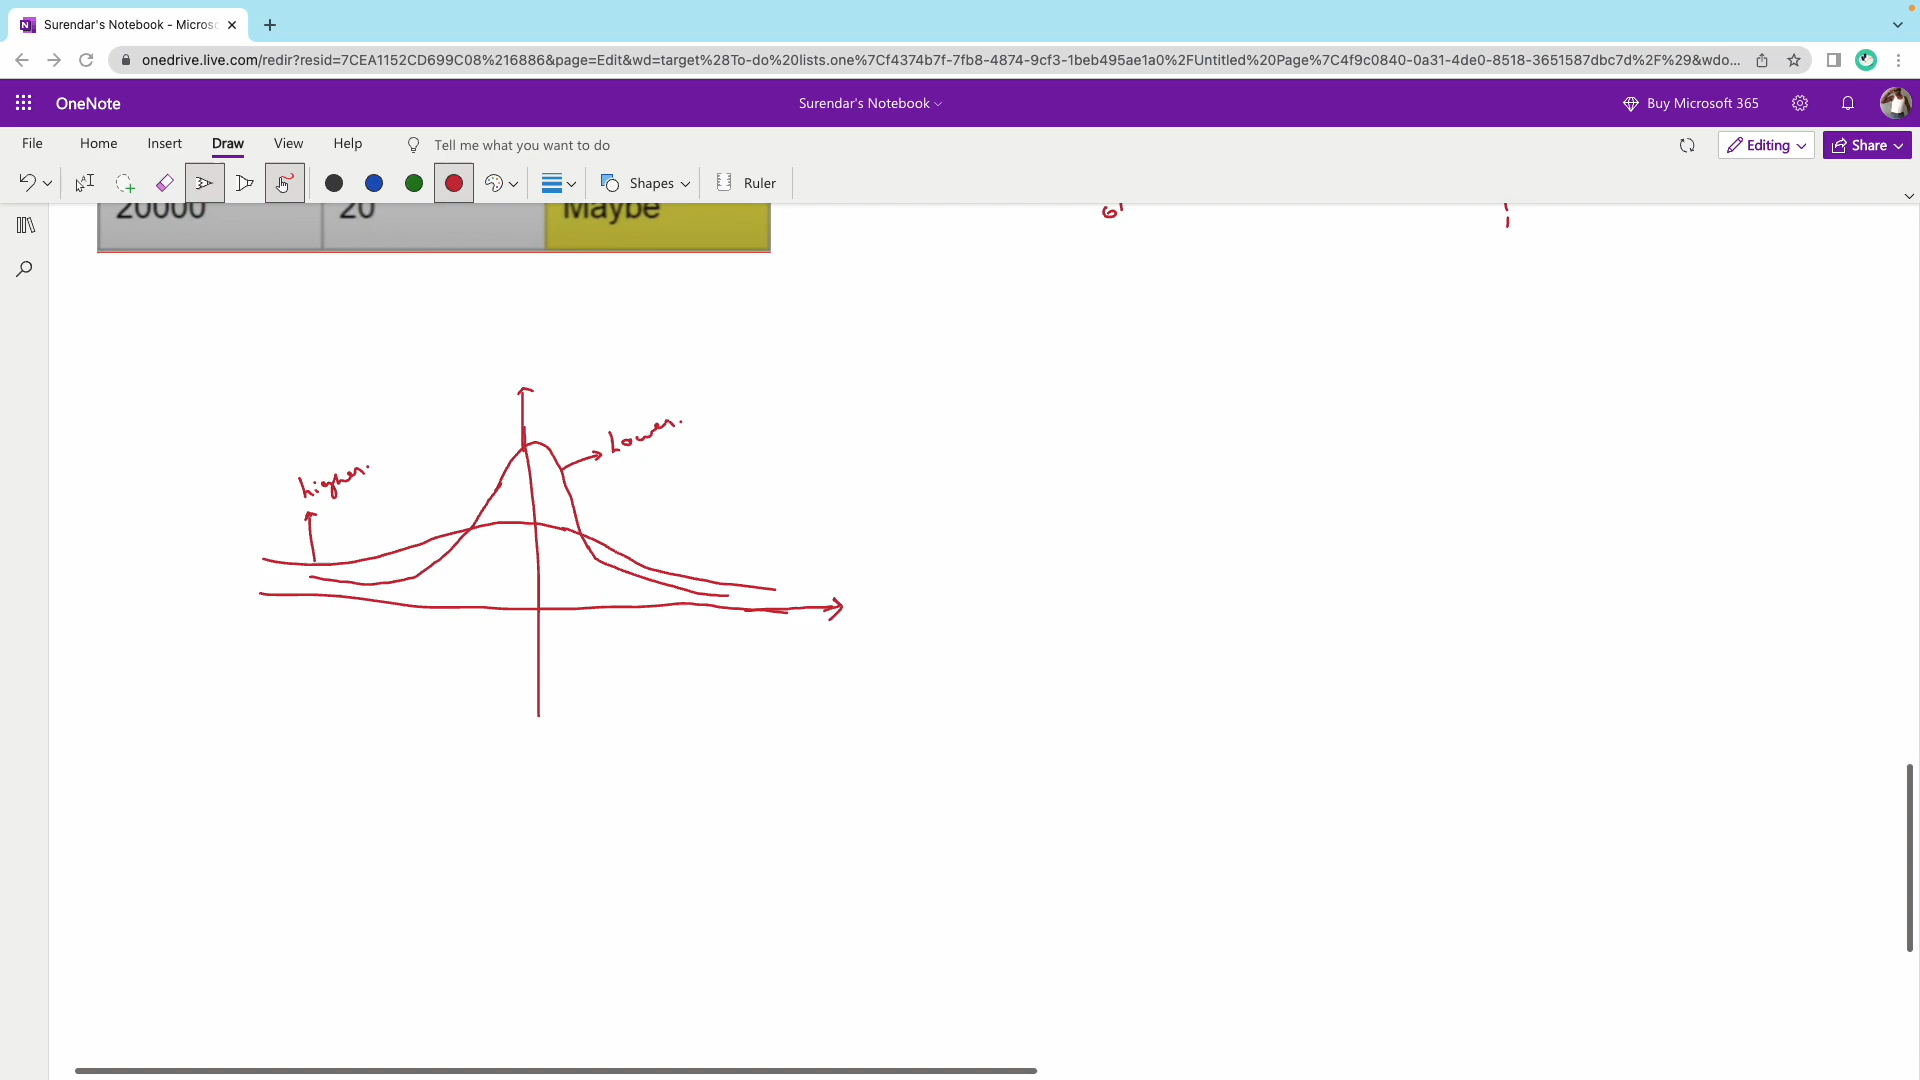 Surendar's Notebook - Micros
onedrive.live.com/redir?resid=7CEA1152CD699C08%216886&page=Edit&wd=target%28To-do%20lists.one%7Cf4374b7f-7fb8-4874-9cf3-1beb495ae1a0%2FUntitled%20Page%7C4f9c0840-0a31-4de0-8518-3651587dbc7d%2F%29&wdo...
OneNote
Surendar's Notebook
Buy Microsoft 365
File Home Insert Draw View Help Tell me what you want to do
Editing Share
Shapes Ruler
20000 20 Maybe
Lower.
higher.